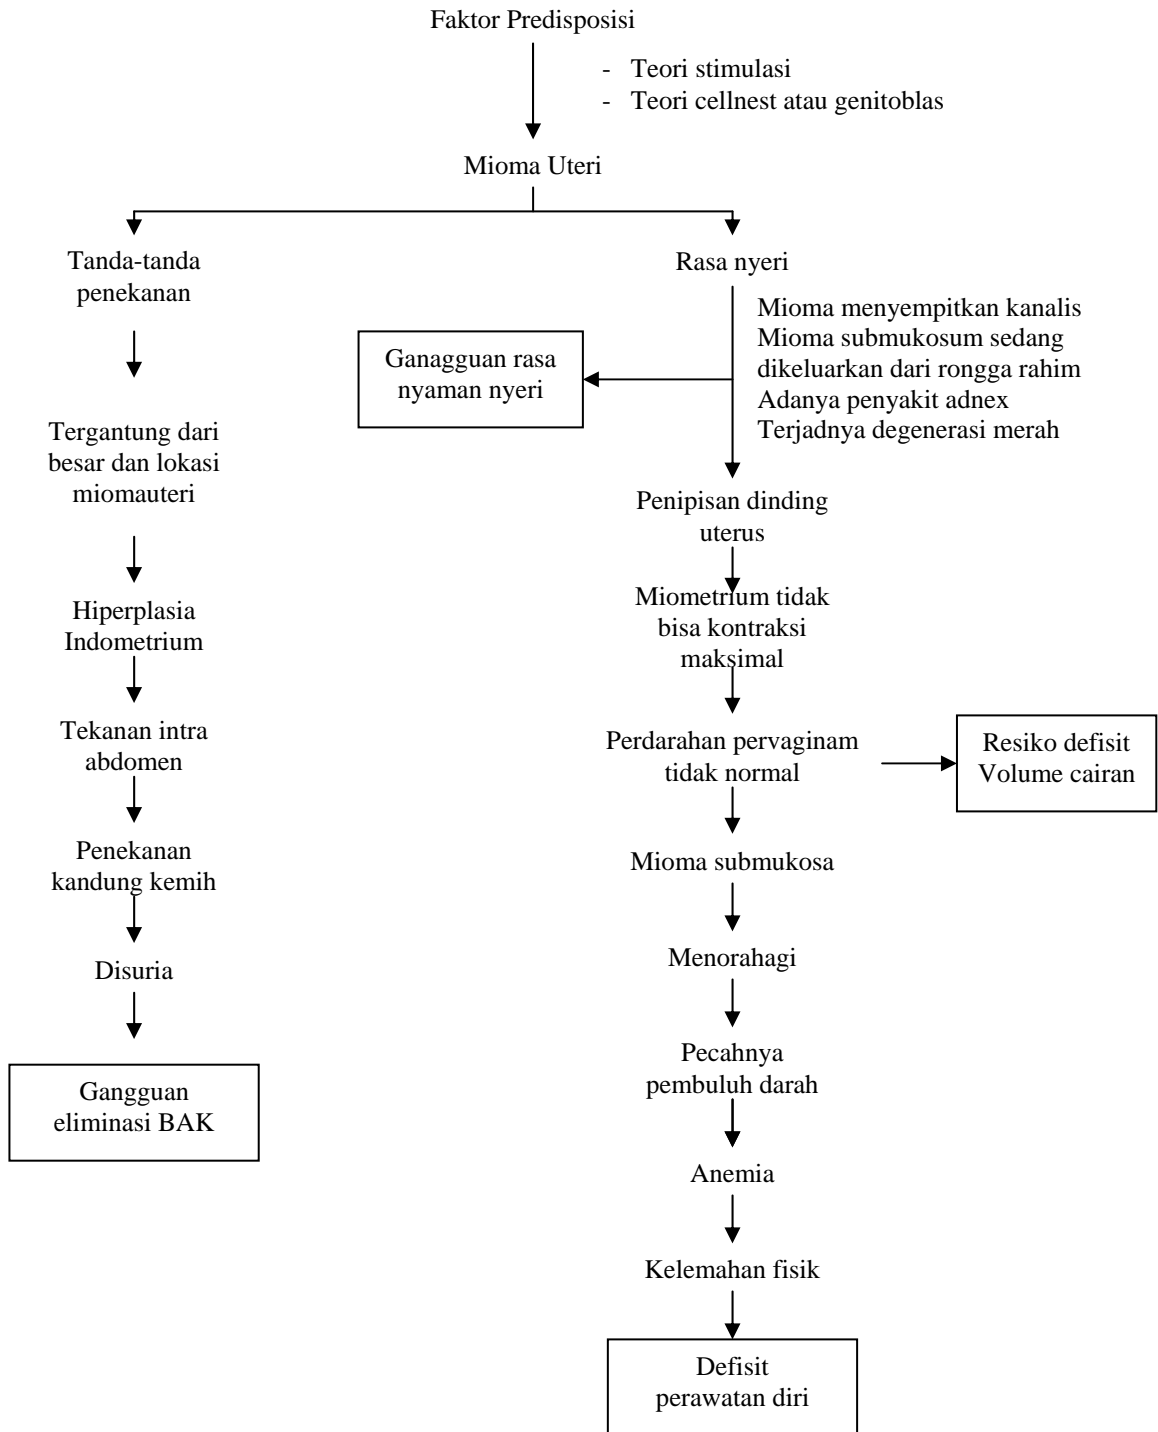 Faktor Predisposisi
- Teori stimulasi
- Teori cellnest atau genitoblas
Mioma Uteri
Tanda-tanda
penekanan
Tergantung dari
besar dan lokasi
miomauteri
Hiperplasia
Indometrium
Tekanan intra
abdomen
Penekanan
kandung kemih
Disuria
Gangguan
eliminasi BAK
Rasa nyeri
Mioma menyempitkan kanalis
Mioma submukosum sedang
dikeluarkan dari rongga rahim
Adanya penyakit adnex
Terjadnya degenerasi merah
Ganagguan rasa
nyaman nyeri
Penipisan dinding
uterus
Miometrium tidak
bisa kontraksi
maksimal
Perdarahan pervaginam
tidak normal
Resiko defisit
Volume cairan
Mioma submukosa
Menorahagi
Pecahnya
pembuluh darah
Anemia
Kelemahan fisik
Defisit
perawatan diri